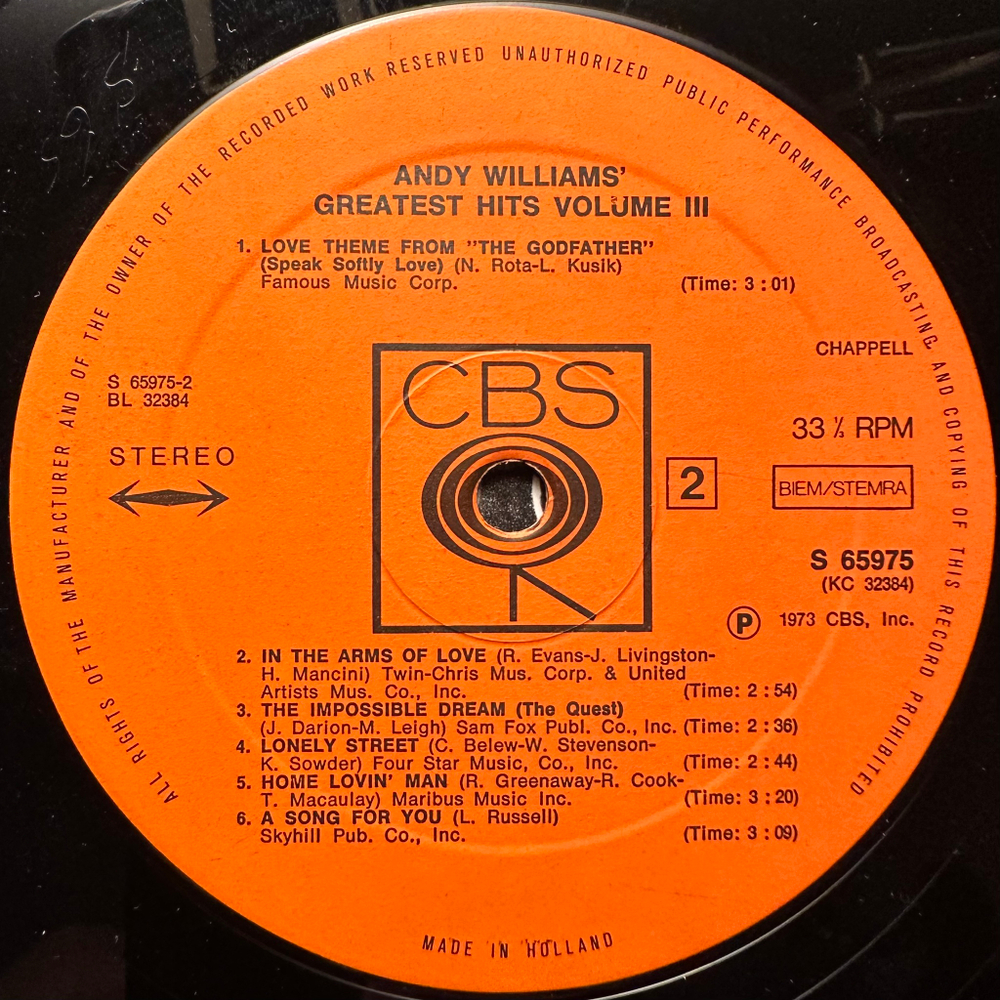 ALL RIGHTS OF THE MANUFACTURER AND OF THE OWNER OF THE RECORDED WORK RESERVED UNAUTHORIZED PUBLIC PERFORMANCE BROADCASTING AND COPYING OF THIS RECORD PROHIBITED
ANDY WILLIAMS'
GREATEST HITS VOLUME III
1. LOVE THEME FROM "THE GODFATHER"
(Speak Softly Love) (N. Rota-L. Kusik)
Famous Music Corp. (Time: 3 : 01)
CHAPPELL
S 65975-2
BL 32384
STEREO
CBS
2
33 ⅓ RPM
BIEM/STEMRA
S 65975
(KC 32384)
Ⓟ 1973 CBS, Inc.
2. IN THE ARMS OF LOVE (R. Evans-J. Livingston-
H. Mancini) Twin-Chris Mus. Corp. & United
Artists Mus. Co., Inc. (Time: 2 : 54)
3. THE IMPOSSIBLE DREAM (The Quest)
(J. Darion-M. Leigh) Sam Fox Publ. Co., Inc. (Time: 2 : 36)
4. LONELY STREET (C. Belew-W. Stevenson-
K. Sowder) Four Star Music, Co., Inc. (Time: 2 : 44)
5. HOME LOVIN' MAN (R. Greenaway-R. Cook-
T. Macaulay) Maribus Music Inc. (Time: 3 : 20)
6. A SONG FOR YOU (L. Russell)
Skyhill Pub. Co., Inc. (Time: 3 : 09)
MADE IN HOLLAND